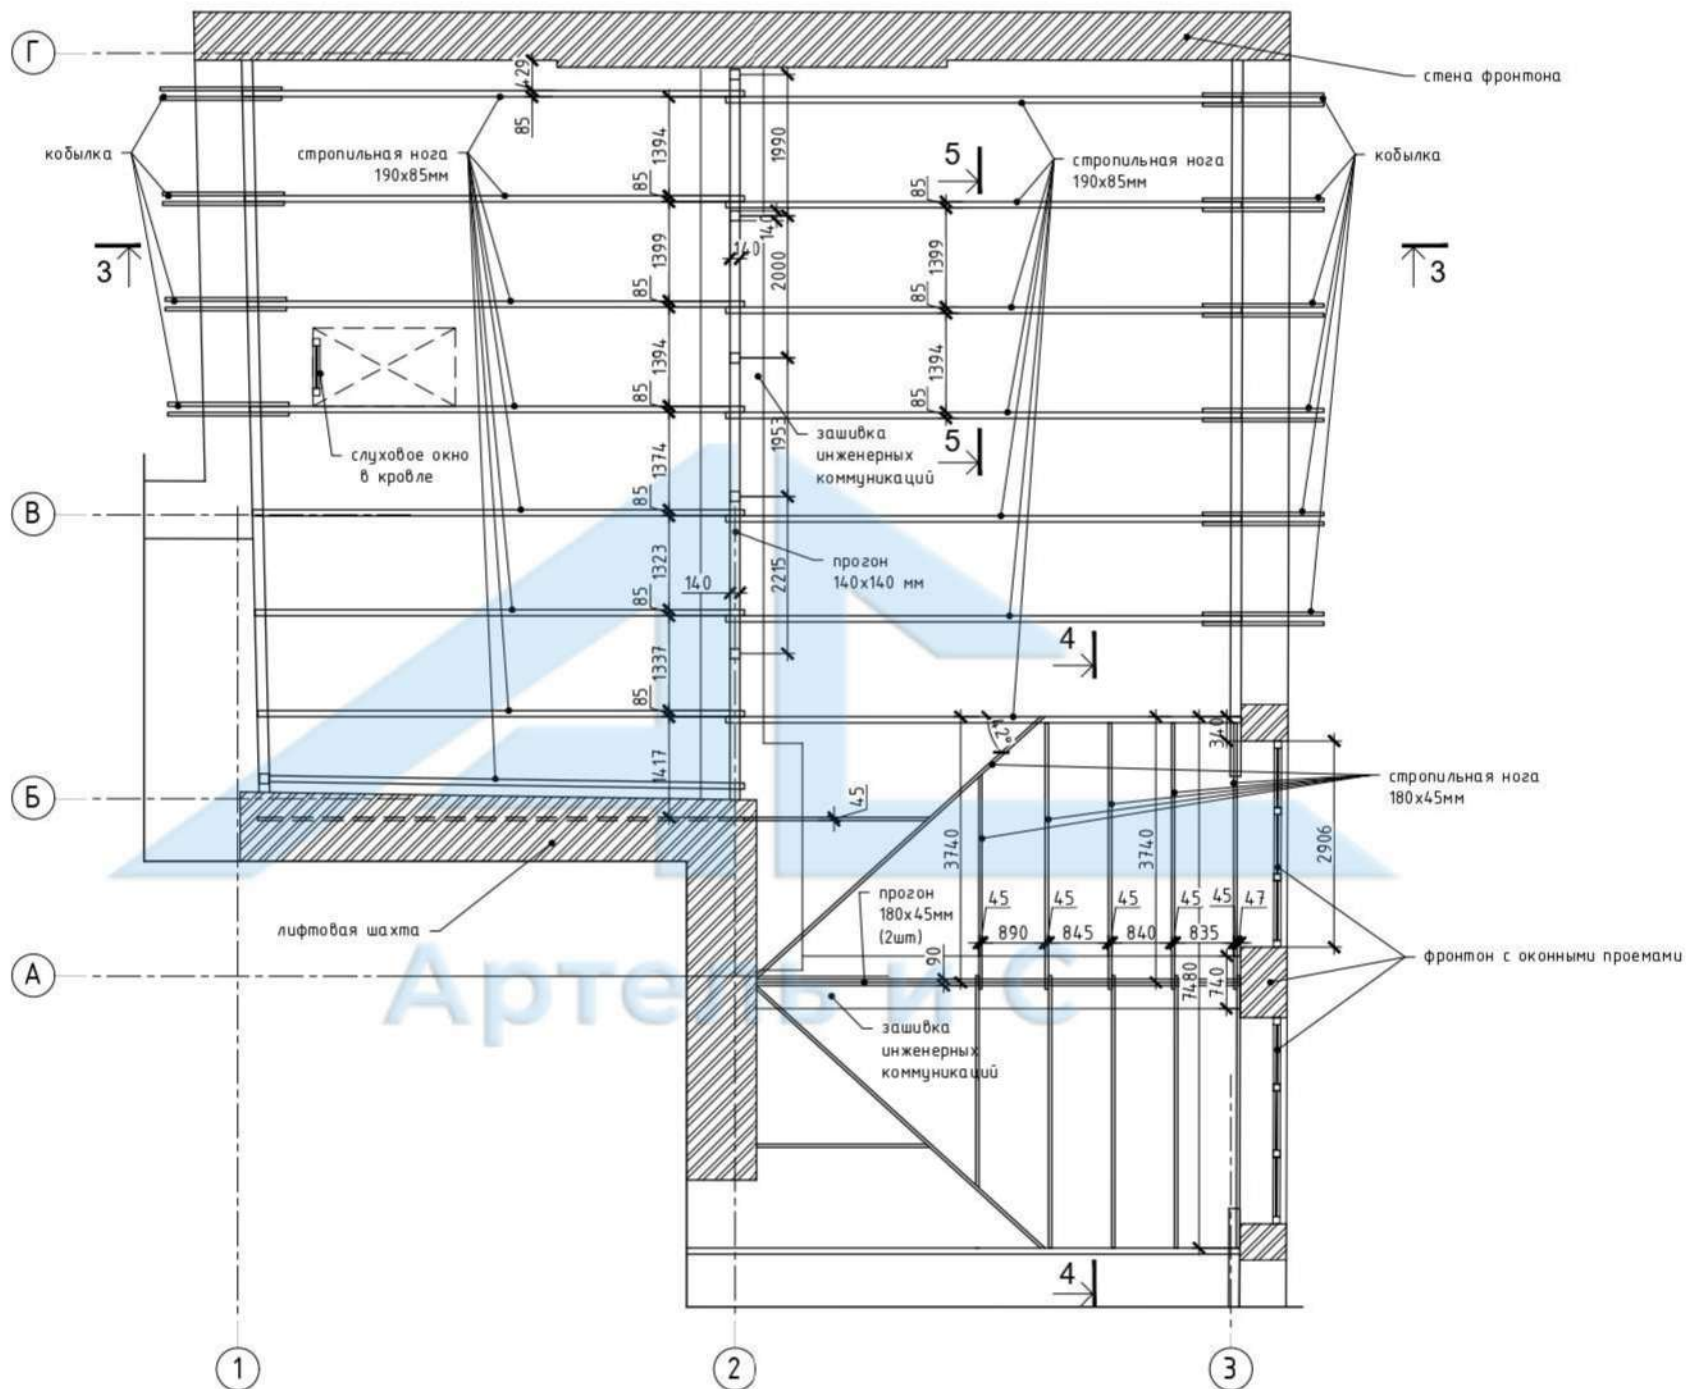 Г
429
85
стена фронтона
кобылка
стропильная нога
190х85мм
1394
85
1990
5
стропильная нога
190х85мм
кобылка
85
140
140
3
1399
85
2000
1399
85
3
1394
85
1394
85
слуховое окно
в кровле
1953
зашивка
инженерных
коммуникаций
5
1374
85
В
1323
85
140
2215
прогон
140х140 мм
1337
85
4
1417
42°
340
Б
45
стропильная нога
180х45мм
3740
3740
2906
лифтовая шахта
прогон
180х45мм
(2шт)
45
45
45
45
45
47
890
845
840
835
фронтон с оконными проемами
А
90
7480
740
Артель и С
зашивка
инженерных
коммуникаций
4
1
2
3